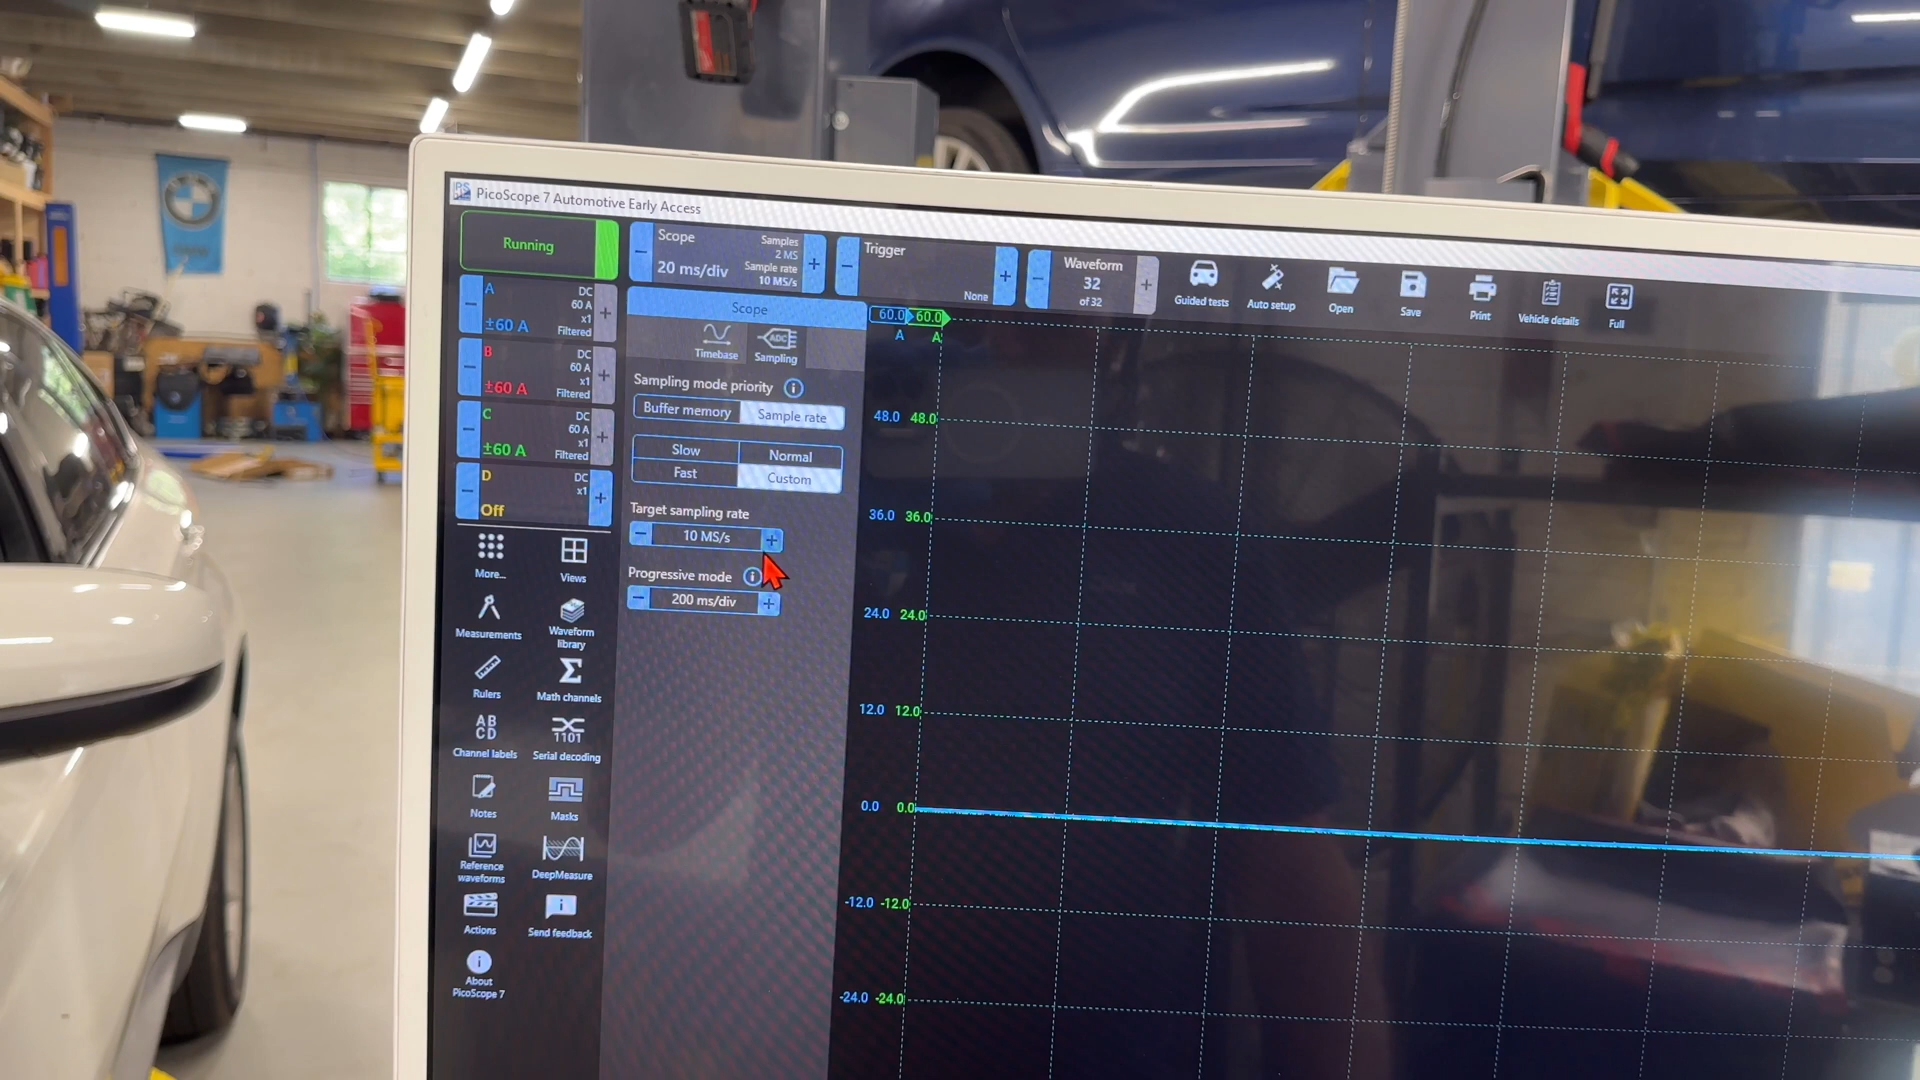 PicoScope 7 Automotive Early Access
Running
Scope
20 ms/div
Samples
2 MS
Sample rate
10 MS/s
Trigger
None
Waveform
32
of 32
Guided tests
Auto setup
Open
Save
Print
Vehicle details
Full
A
±60 A
DC
60 A
x1
Filtered
B
±60 A
DC
60 A
x1
Filtered
C
±60 A
DC
60 A
x1
Filtered
D
Off
DC
x1
More...
Views
Measurements
Waveform
library
Rulers
Math channels
AB
CD
Channel labels
1101
Serial decoding
Notes
Masks
Reference
waveforms
DeepMeasure
Actions
Send feedback
About
PicoScope 7
Scope
Timebase
ADC
Sampling
Sampling mode priority
Buffer memory
Sample rate
Slow
Normal
Fast
Custom
Target sampling rate
10 MS/s
Progressive mode
200 ms/div
60.0 60.0
A A
48.0 48.0
36.0 36.0
24.0 24.0
12.0 12.0
0.0 0.0
-12.0 -12.0
-24.0 -24.0